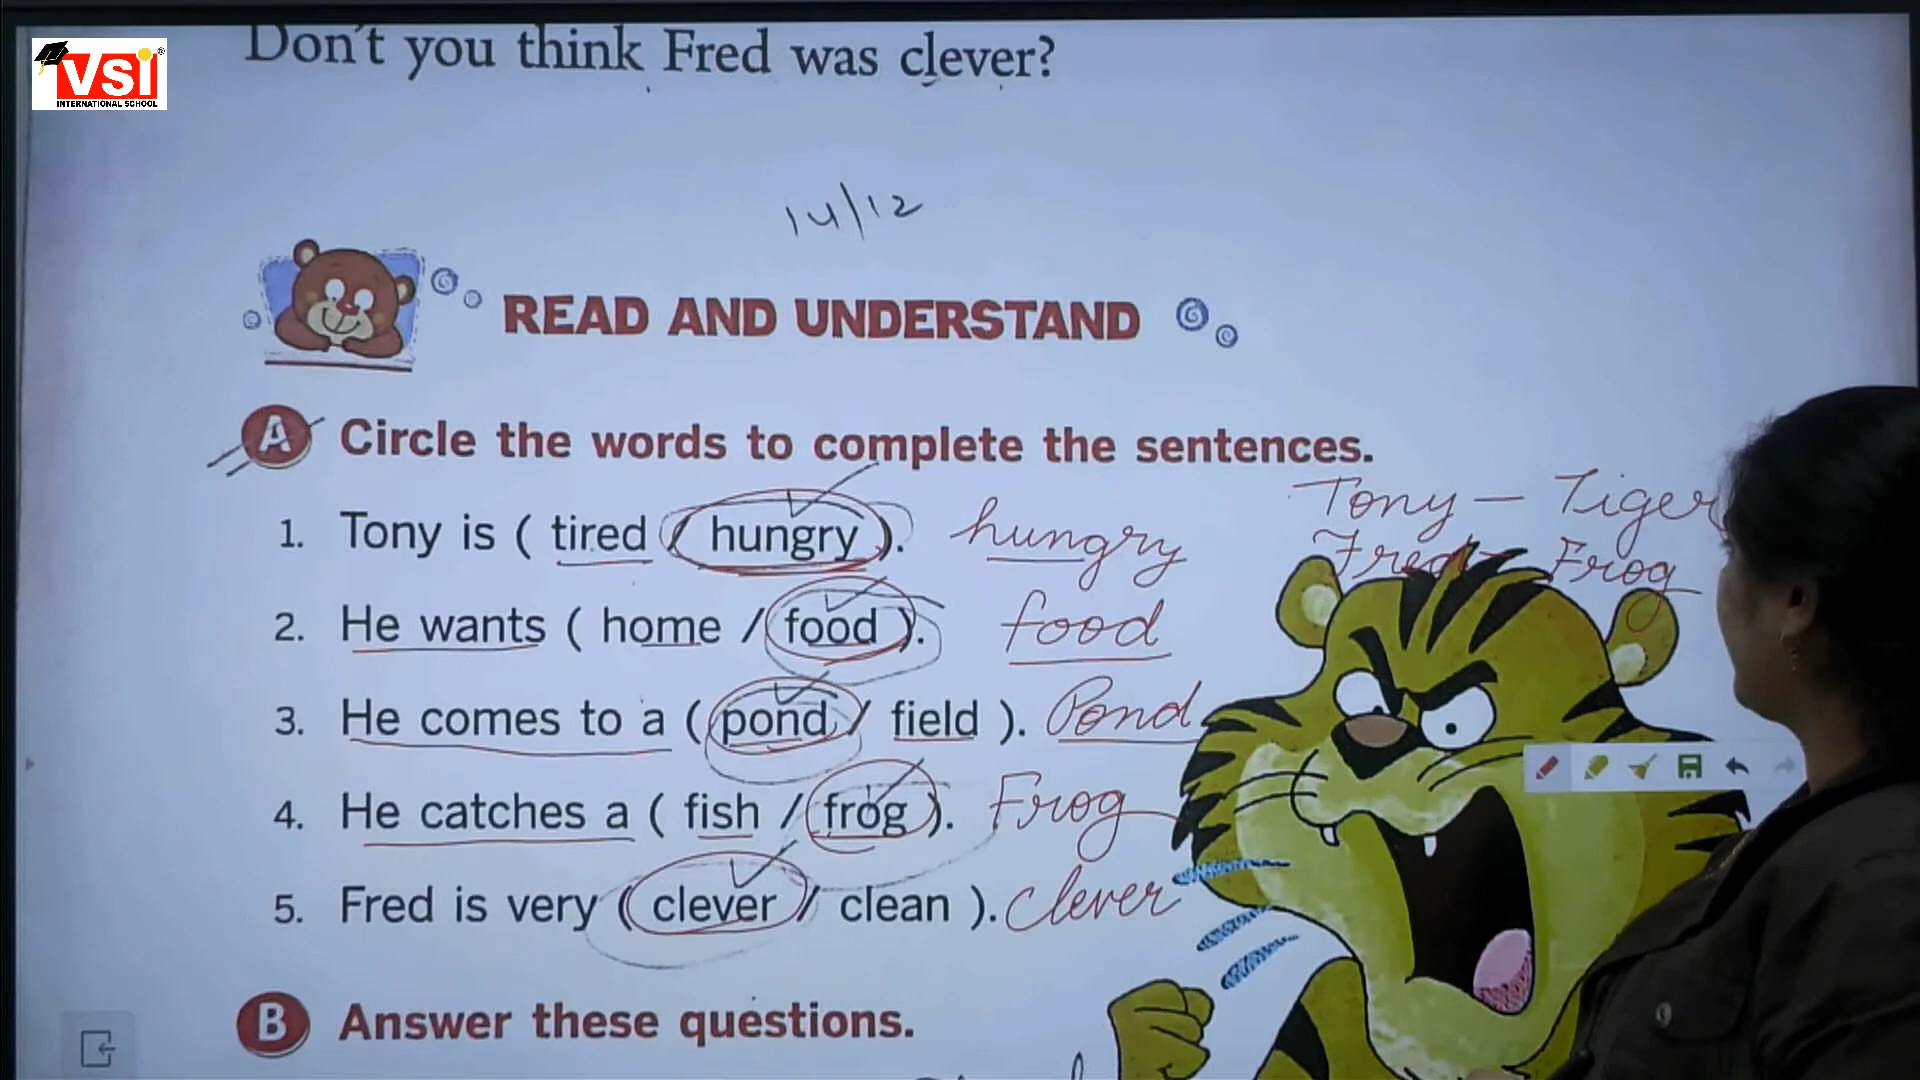 VSI
INTERNATIONAL SCHOOL
Don't you think Fred was clever?
14/12
READ AND UNDERSTAND
A Circle the words to complete the sentences.
1. Tony is ( tired / hungry ). hungry
Tony – Tiger
Fred – Frog
2. He wants ( home / food ). food
3. He comes to a ( pond / field ). Pond
4. He catches a ( fish / frog ). Frog
5. Fred is very ( clever / clean ). Clever
B Answer these questions.